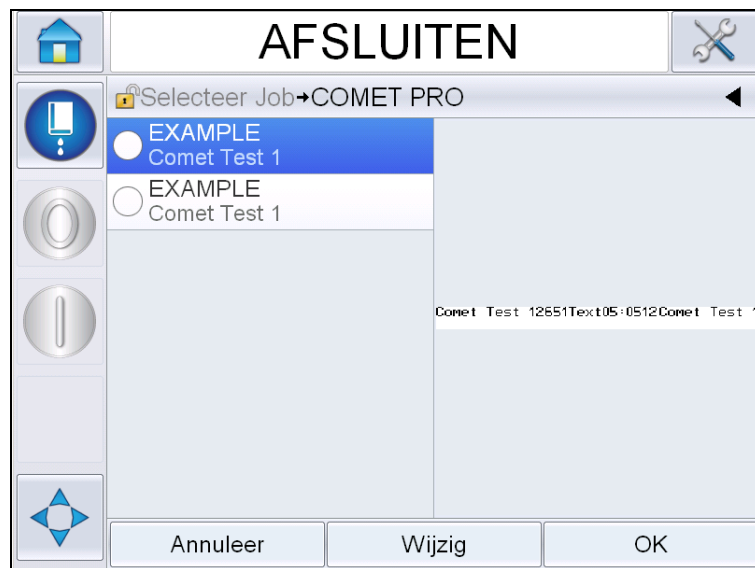 AFSLUITEN
Selecteer Job→COMET PRO
EXAMPLE
Comet Test 1
EXAMPLE
Comet Test 1
Comet Test 12651Text05:0512Comet Test
Annuleer
Wijzig
OK